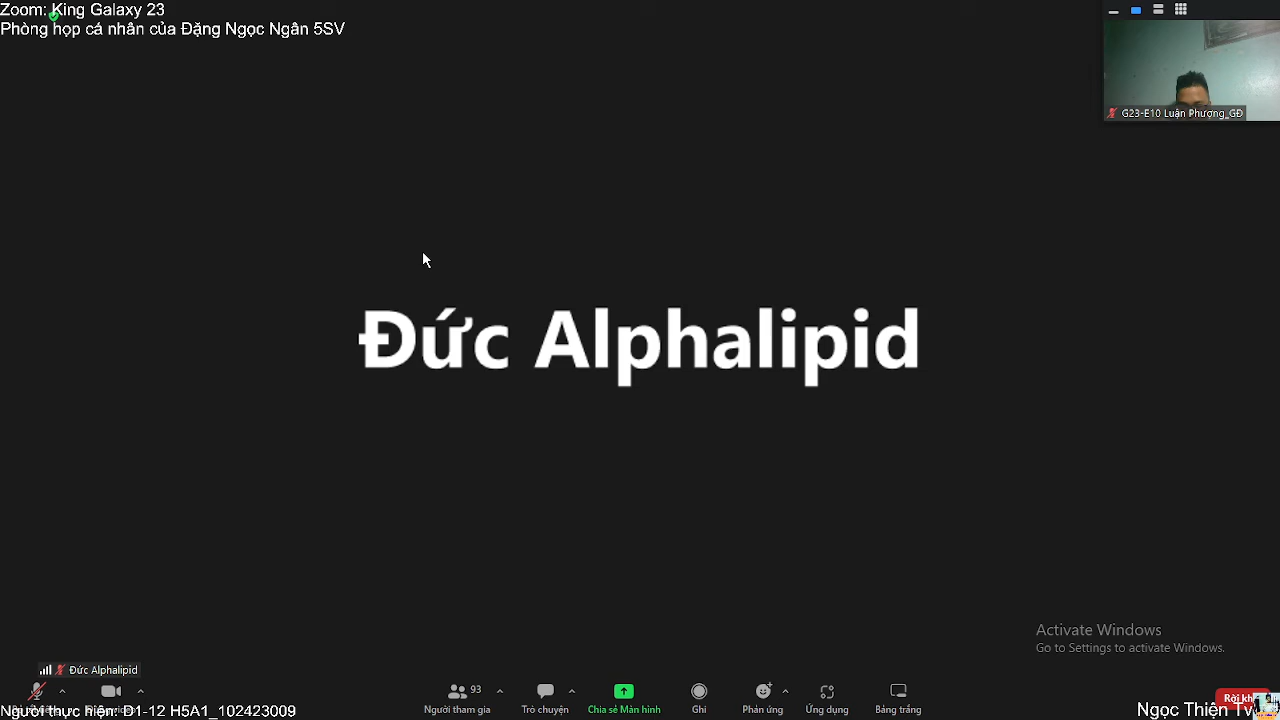 Zoom: King Galaxy 23
Phòng họp cá nhân của Đặng Ngọc Ngân 5SV
G23-E10 Luận Phượng_GĐ
Đức Alphalipid
Activate Windows
Go to Settings to activate Windows.
Đức Alphalipid
93
Người tham gia
Trò chuyện
Chia sẻ Màn hình
Ghi
Phản ứng
Ứng dụng
Bảng trắng
Rời
Người thực hiện: D1-12 H5A1_102423009
Ngọc Thiện Tv